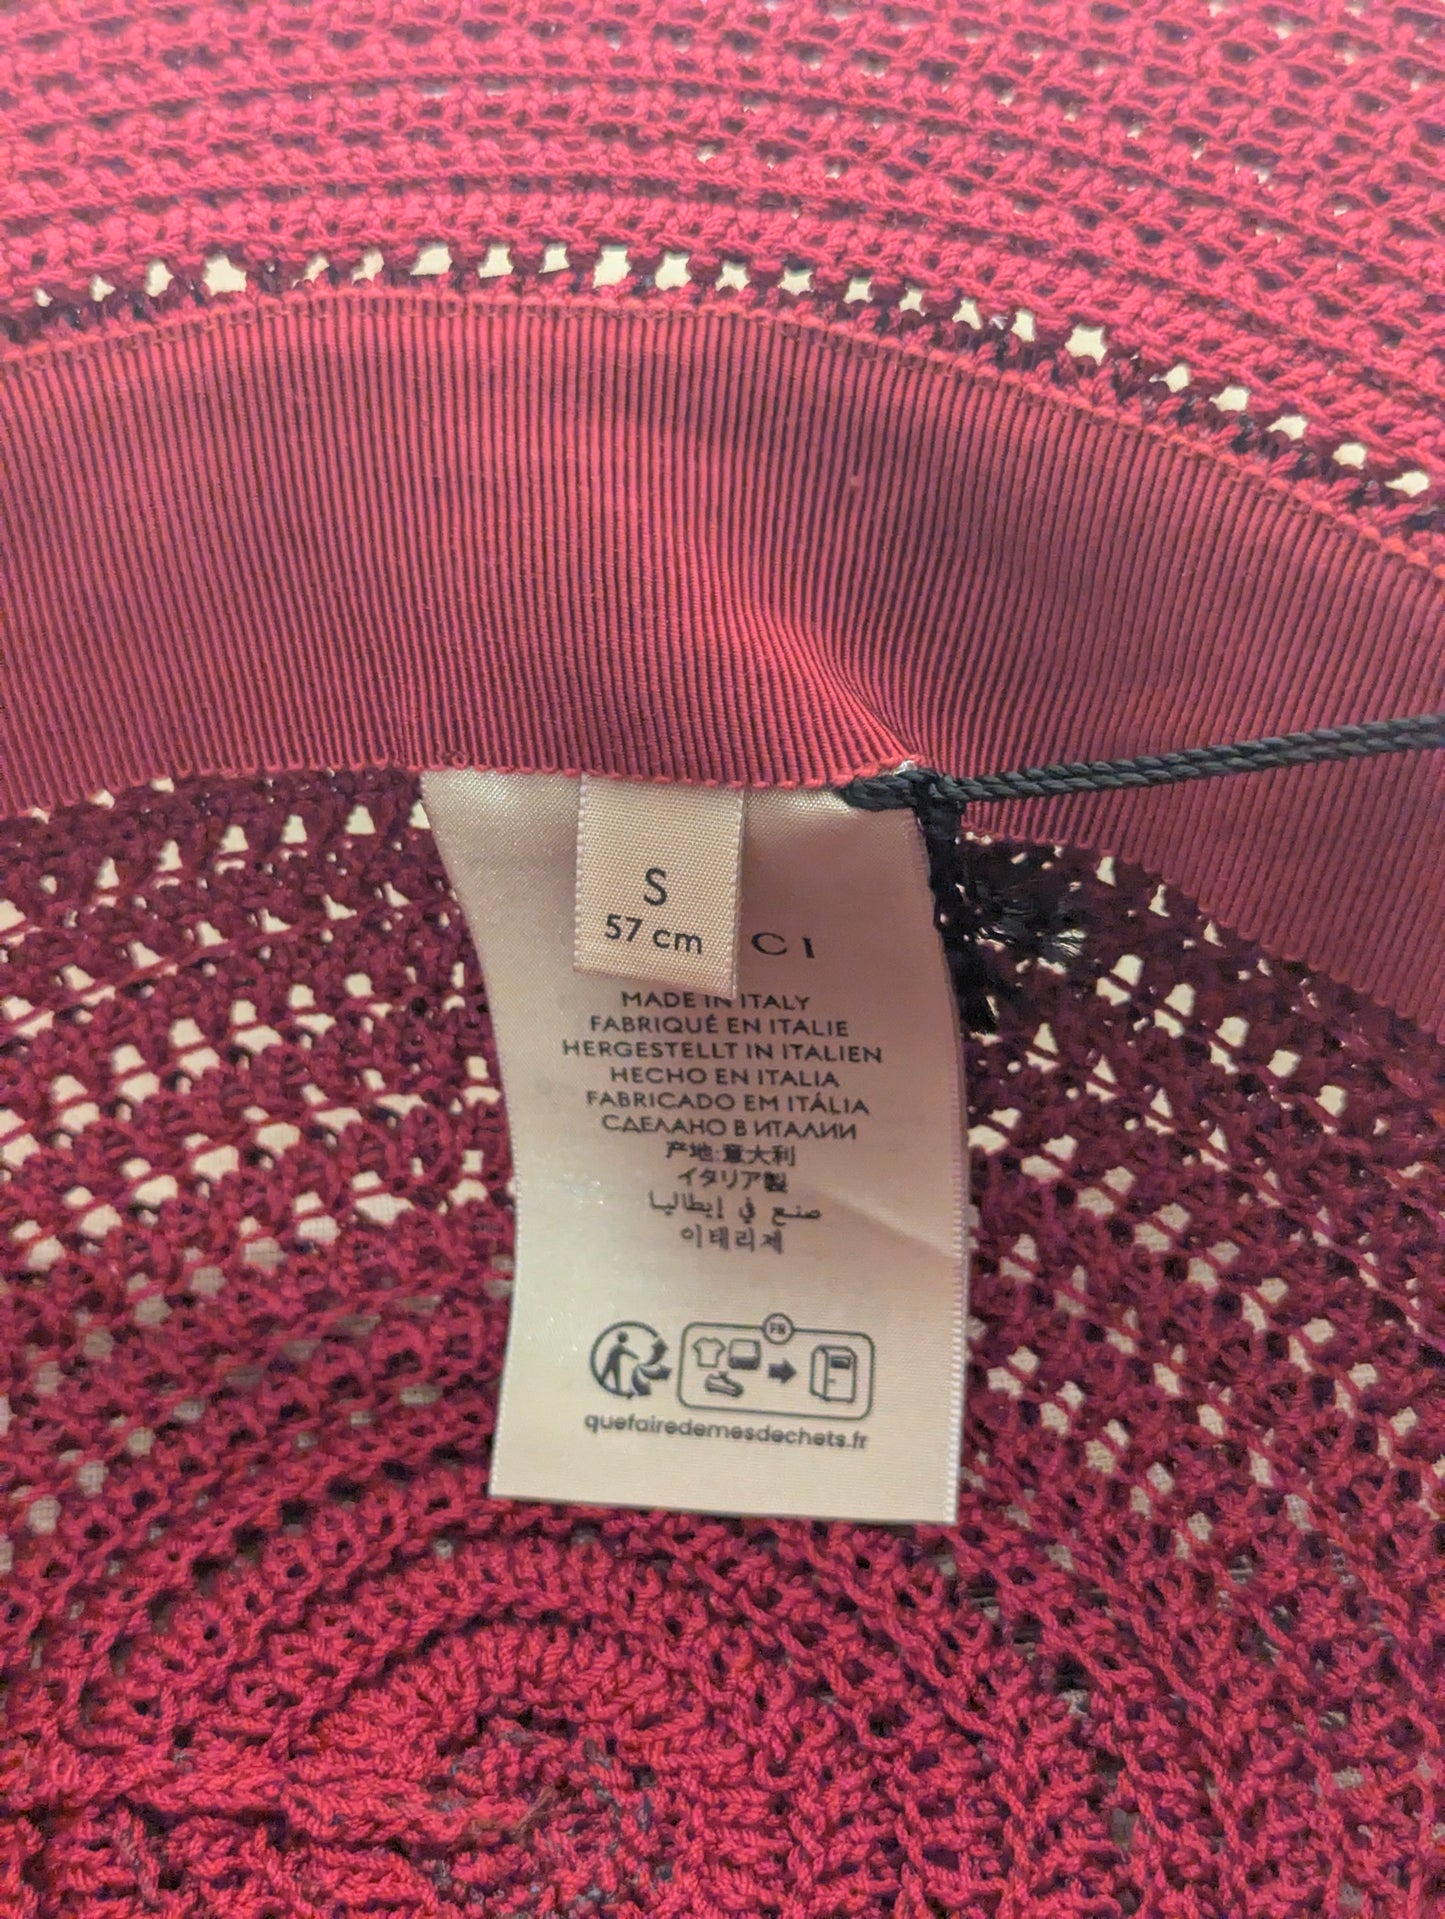 S
57 cm
CI
MADE IN ITALY
FABRIQUÉ EN ITALIE
HERGESTELLT IN ITALIEN
HECHO EN ITALIA
FABRICADO EM ITÁLIA
СДЕЛАНО В ИТАЛИИ
产地:意大利
イタリア製
صنع في إيطاليا
이태리제
FR
quefairedemesdechets.fr